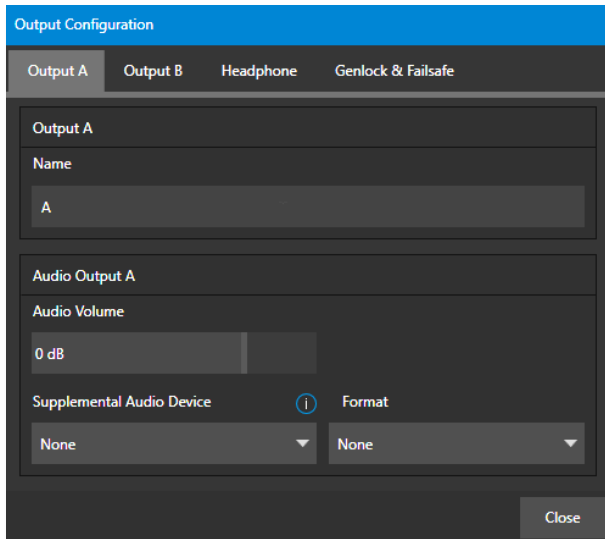 Output Configuration
Output A Output B Headphone Genlock & Failsafe
Output A
Name
A
Audio Output A
Audio Volume
0 dB
Supplemental Audio Device i Format
None None
Close